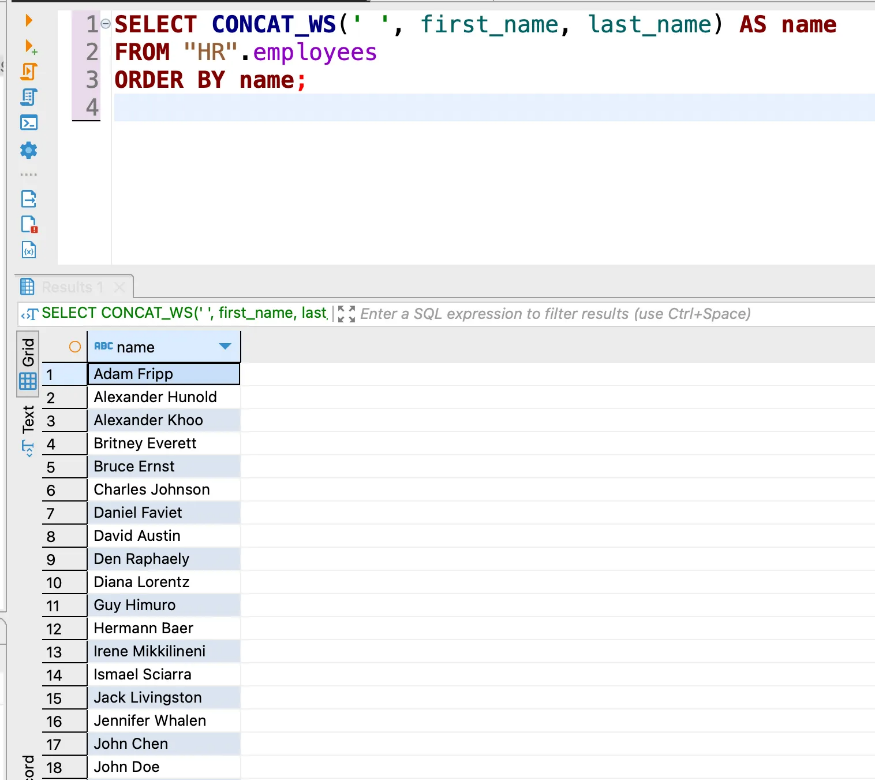 1 SELECT CONCAT_WS(' ', first_name, last_name) AS name
2 FROM "HR".employees
3 ORDER BY name;
4
Results 1
SELECT CONCAT_WS(' ', first_name, last
Enter a SQL expression to filter results (use Ctrl+Space)
Grid
Text
ABC name
1 Adam Fripp
2 Alexander Hunold
3 Alexander Khoo
4 Britney Everett
5 Bruce Ernst
6 Charles Johnson
7 Daniel Faviet
8 David Austin
9 Den Raphaely
10 Diana Lorentz
11 Guy Himuro
12 Hermann Baer
13 Irene Mikkilineni
14 Ismael Sciarra
15 Jack Livingston
16 Jennifer Whalen
17 John Chen
18 John Doe